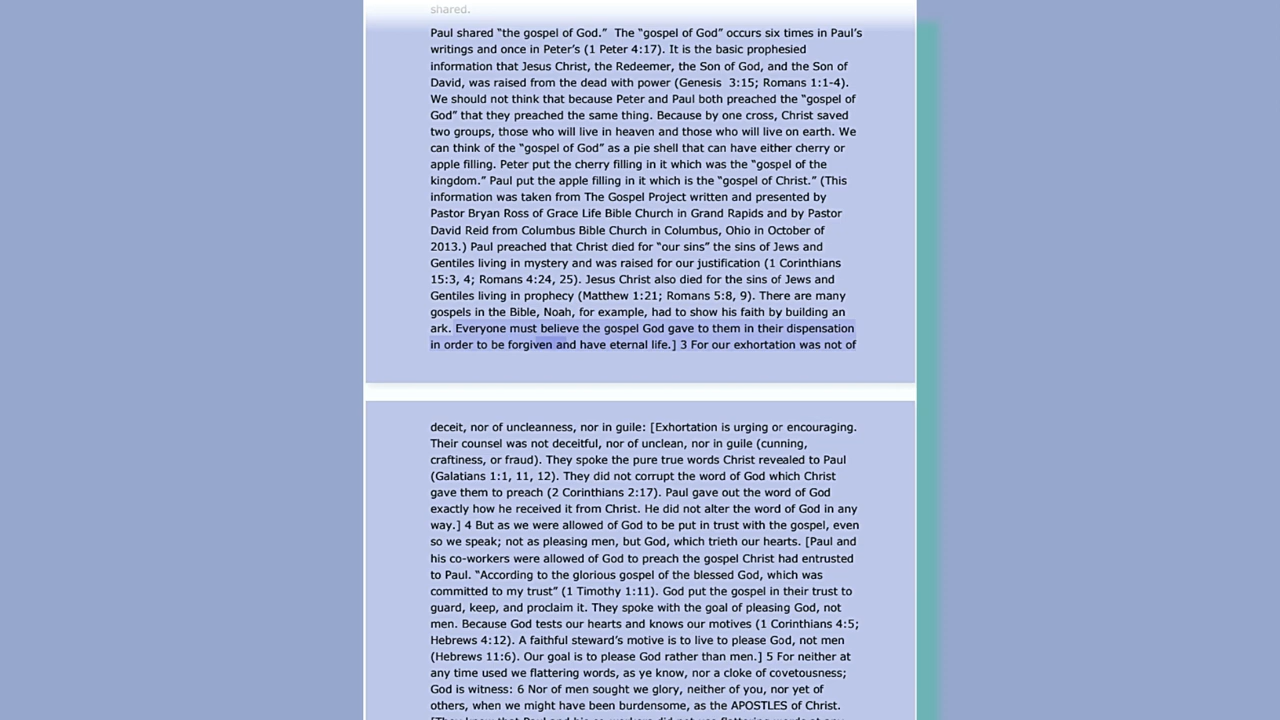 shared.
Paul shared “the gospel of God.”  The “gospel of God” occurs six times in Paul’s
writings and once in Peter’s (1 Peter 4:17). It is the basic prophesied
information that Jesus Christ, the Redeemer, the Son of God, and the Son of
David, was raised from the dead with power (Genesis  3:15; Romans 1:1-4).
We should not think that because Peter and Paul both preached the “gospel of
God” that they preached the same thing. Because by one cross, Christ saved
two groups, those who will live in heaven and those who will live on earth. We
can think of the “gospel of God” as a pie shell that can have either cherry or
apple filling. Peter put the cherry filling in it which was the “gospel of the
kingdom.” Paul put the apple filling in it which is the “gospel of Christ.” (This
information was taken from The Gospel Project written and presented by
Pastor Bryan Ross of Grace Life Bible Church in Grand Rapids and by Pastor
David Reid from Columbus Bible Church in Columbus, Ohio in October of
2013.) Paul preached that Christ died for “our sins” the sins of Jews and
Gentiles living in mystery and was raised for our justification (1 Corinthians
15:3, 4; Romans 4:24, 25). Jesus Christ also died for the sins of Jews and
Gentiles living in prophecy (Matthew 1:21; Romans 5:8, 9). There are many
gospels in the Bible, Noah, for example, had to show his faith by building an
ark. Everyone must believe the gospel God gave to them in their dispensation
in order to be forgiven and have eternal life.] 3 For our exhortation was not of
deceit, nor of uncleanness, nor in guile: [Exhortation is urging or encouraging.
Their counsel was not deceitful, nor of unclean, nor in guile (cunning,
craftiness, or fraud). They spoke the pure true words Christ revealed to Paul
(Galatians 1:1, 11, 12). They did not corrupt the word of God which Christ
gave them to preach (2 Corinthians 2:17). Paul gave out the word of God
exactly how he received it from Christ. He did not alter the word of God in any
way.] 4 But as we were allowed of God to be put in trust with the gospel, even
so we speak; not as pleasing men, but God, which trieth our hearts. [Paul and
his co-workers were allowed of God to preach the gospel Christ had entrusted
to Paul. “According to the glorious gospel of the blessed God, which was
committed to my trust” (1 Timothy 1:11). God put the gospel in their trust to
guard, keep, and proclaim it. They spoke with the goal of pleasing God, not
men. Because God tests our hearts and knows our motives (1 Corinthians 4:5;
Hebrews 4:12). A faithful steward’s motive is to live to please God, not men
(Hebrews 11:6). Our goal is to please God rather than men.] 5 For neither at
any time used we flattering words, as ye know, nor a cloke of covetousness;
God is witness: 6 Nor of men sought we glory, neither of you, nor yet of
others, when we might have been burdensome, as the APOSTLES of Christ.
[They knew that Paul and his co-workers did not use flattering words at any